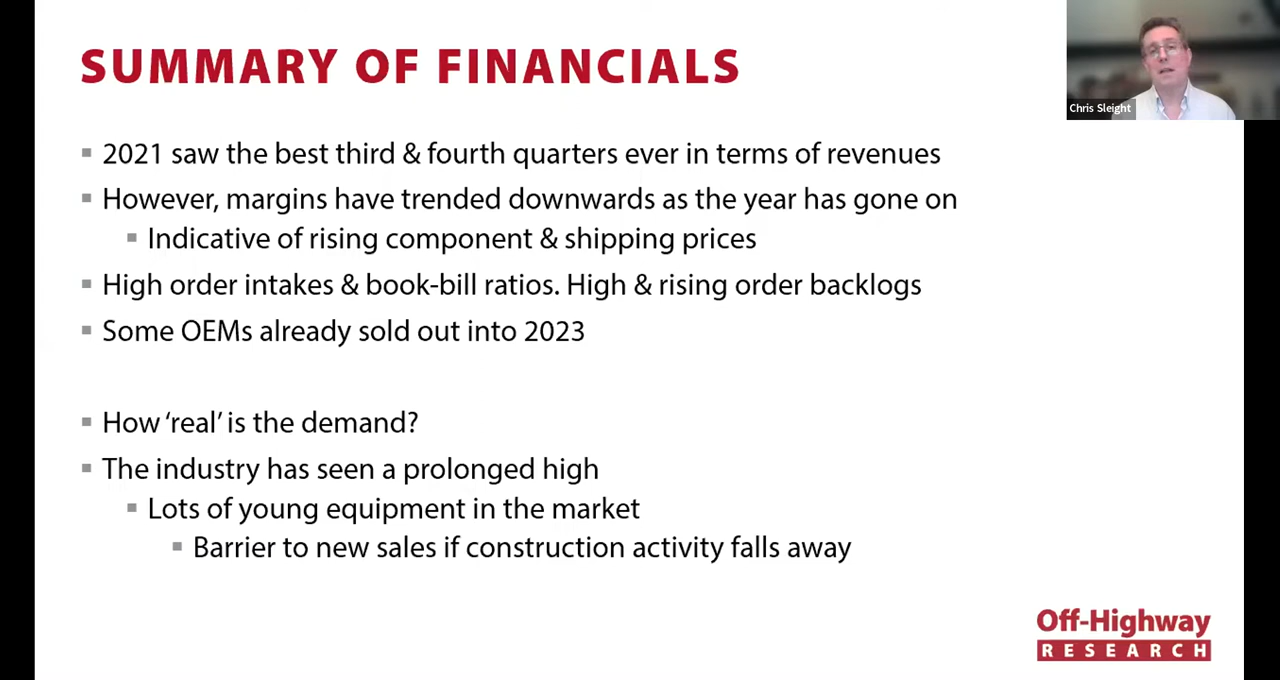 SUMMARY OF FINANCIALS
Chris Sleight
2021 saw the best third & fourth quarters ever in terms of revenues
However, margins have trended downwards as the year has gone on
Indicative of rising component & shipping prices
High order intakes & book-bill ratios. High & rising order backlogs
Some OEMs already sold out into 2023
How ‘real’ is the demand?
The industry has seen a prolonged high
Lots of young equipment in the market
Barrier to new sales if construction activity falls away
Off-Highway
RESEARCH